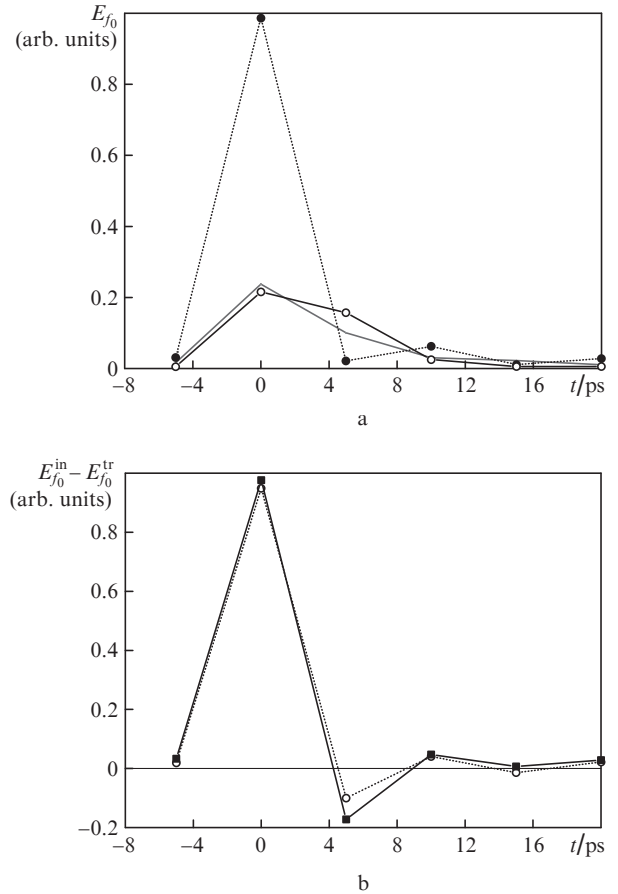 E_{f_0}
(arb. units)
0.8
0.6
0.4
0.2
0
−8 −4 0 4 8 12 16 t/ps
a
E_{f_0}^{in} – E_{f_0}^{tr}
(arb. units)
0.8
0.6
0.4
0.2
0
−0.2
−8 −4 0 4 8 12 16 t/ps
b